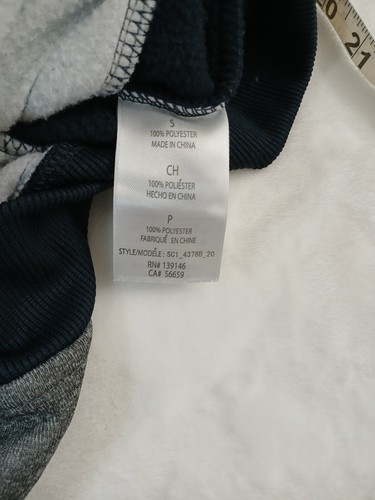 S
100% POLYESTER
MADE IN CHINA
CH
100% POLIÉSTER
HECHO EN CHINA
P
100% POLYESTER
FABRIQUÉ EN CHINE
STYLE/MODÈLE: SC1_4378B_20
RN# 139146
CA# 56659
21